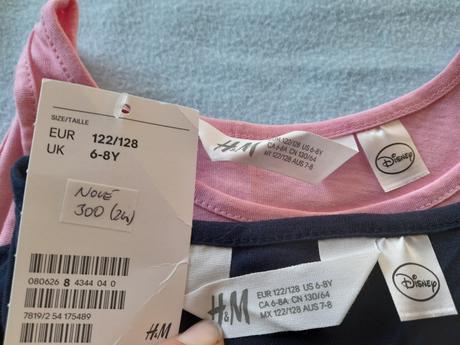 SIZE/TAILLE
EUR 122/128
UK 6-8Y
NOVÉ
300 (2ks)
080626 8 4344 04 0
7819/2 54 175489
H&M
H&M
EUR 122/128 US 6-8Y
CA 6-8A CN 130/64
MX 122/128 AUS 7-8
Disney
H&M
EUR 122/128 US 6-8Y
CA 6-8A CN 130/64
MX 122/128 AUS 7-8
Disney